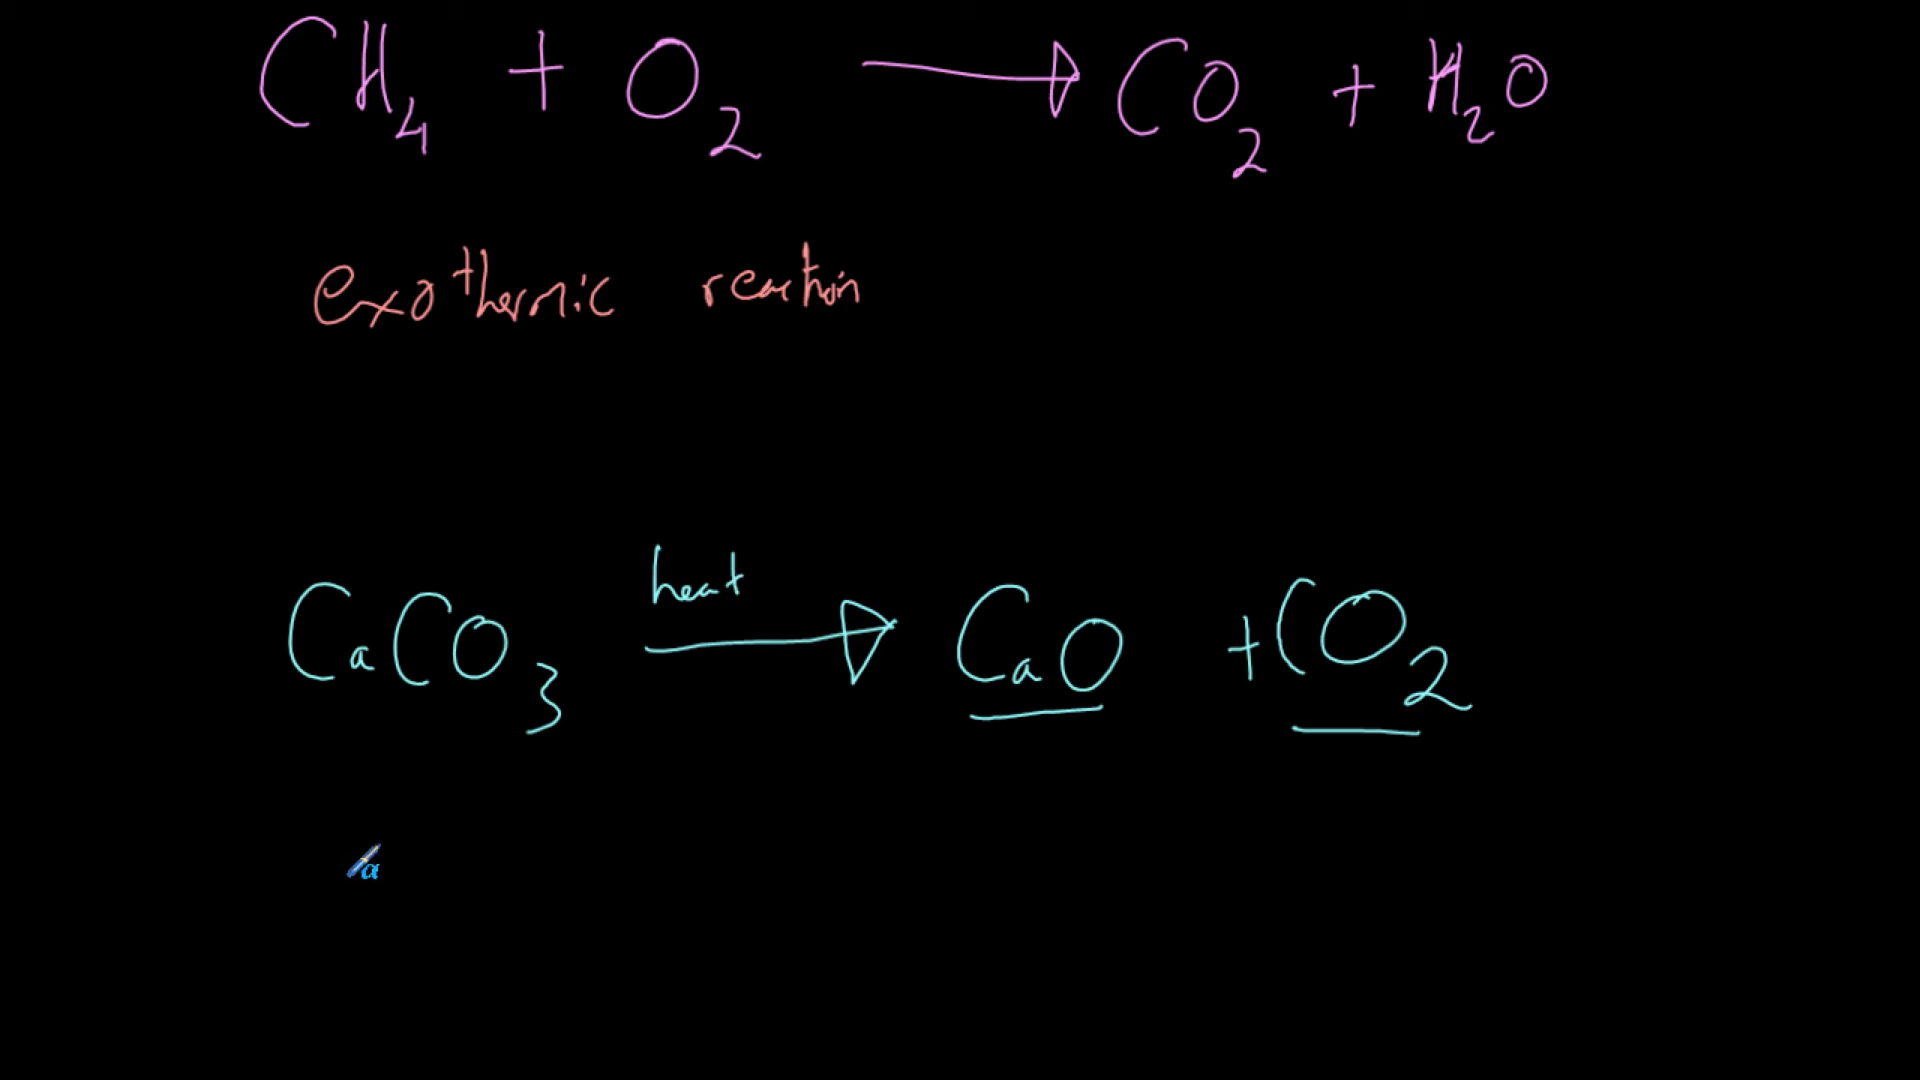 CH₄ + O₂ → CO₂ + H₂O
exothermic reaction
heat
CaCO₃ → CaO + CO₂